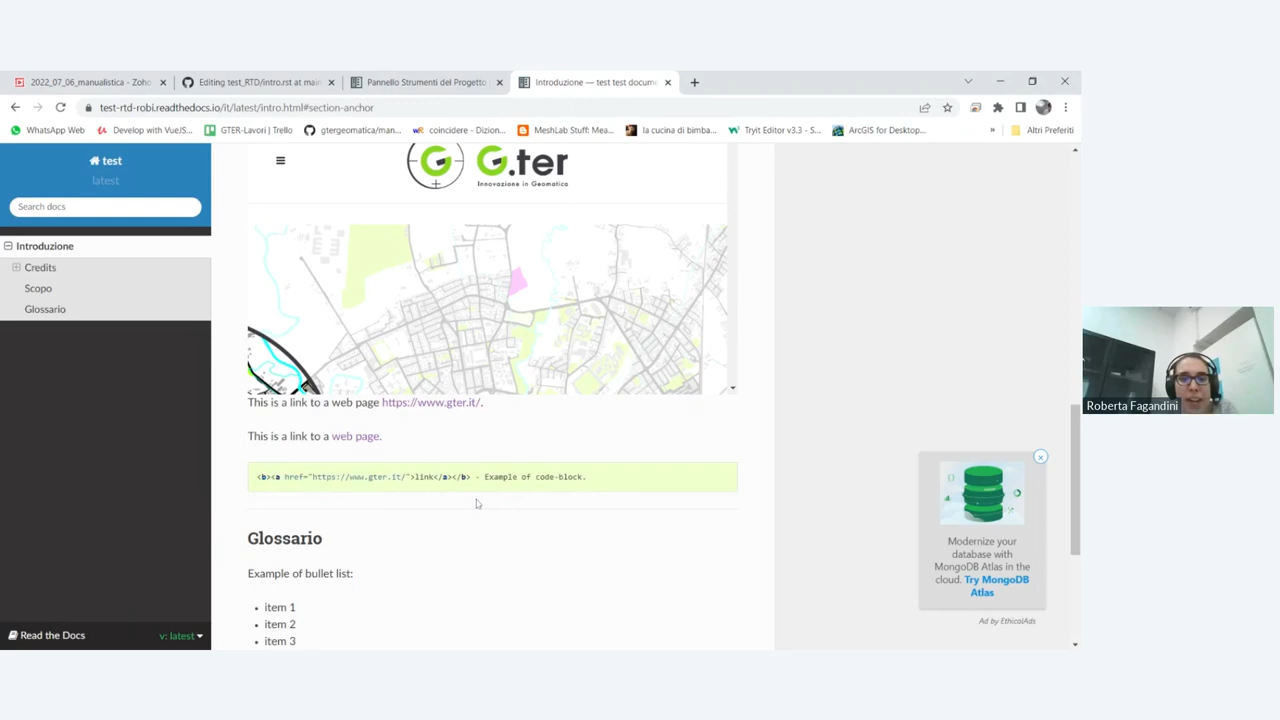 2022_07_06_manualistica - Zoho
Editing test_RTD/intro.rst at main
Pannello Strumenti del Progetto
Introduzione — test test docume
test-rtd-robi.readthedocs.io/it/latest/intro.html#section-anchor
WhatsApp Web
Develop with VueJS...
GTER-Lavori | Trello
gtergeomatica/man...
coincidere - Dizion...
MeshLab Stuff: Mea...
la cucina di bimba...
Tryit Editor v3.3 - S...
ArcGIS for Desktop...
»
Altri Preferiti
test
latest
Search docs
Introduzione
Credits
Scopo
Glossario
Read the Docs
v: latest
G.ter
Innovazione in Geomatica
This is a link to a web page https://www.gter.it/.
This is a link to a web page.
<b><a href="https://www.gter.it/">link</a></b> - Example of code-block.
Glossario
Example of bullet list:
• item 1
• item 2
• item 3
Modernize your
database with
MongoDB Atlas in the
cloud. Try MongoDB
Atlas
Ad by EthicalAds
Roberta Fagandini